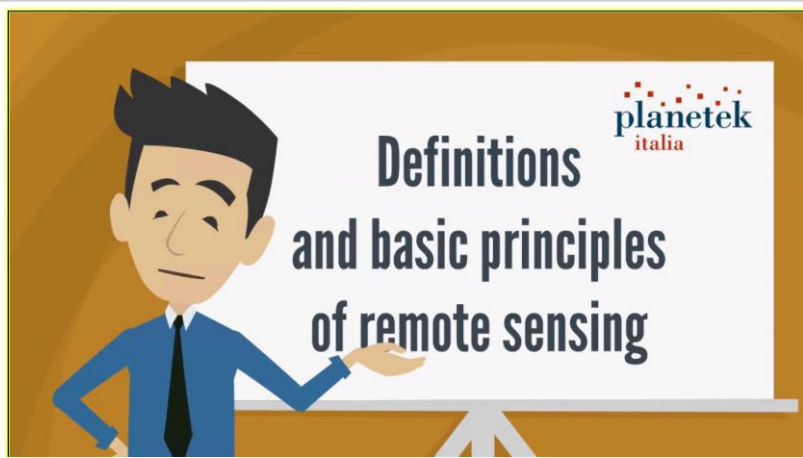 planetek
italia
Definitions
and basic principles
of remote sensing